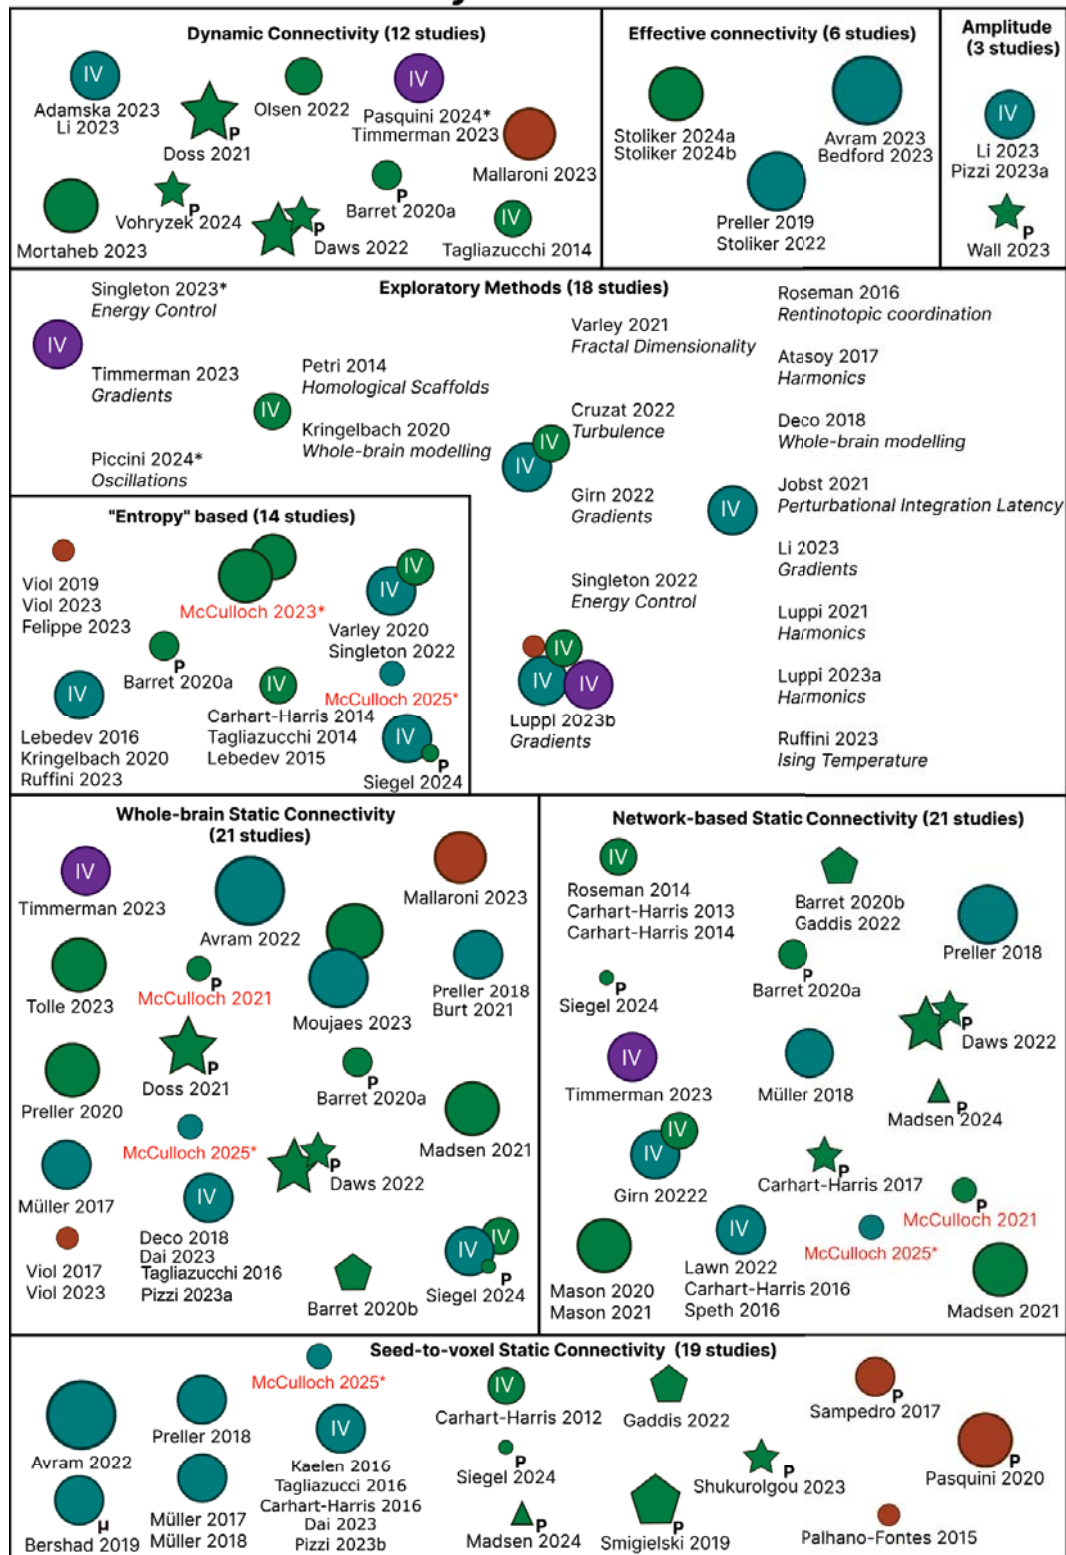 Dynamic Connectivity (12 studies)
IV
Adamska 2023
Li 2023
P
Doss 2021
Olsen 2022
IV
Pasquini 2024*
Timmerman 2023
Mallaroni 2023
Mortaheb 2023
P
Vohryzek 2024
P
Daws 2022
P
Barret 2020a
IV
Tagliazucchi 2014
Effective connectivity (6 studies)
Stoliker 2024a
Stoliker 2024b
Avram 2023
Bedford 2023
Preller 2019
Stoliker 2022
Amplitude
(3 studies)
IV
Li 2023
Pizzi 2023a
P
Wall 2023
Exploratory Methods (18 studies)
Singleton 2023*
Energy Control
IV
Timmerman 2023
Gradients
Piccini 2024*
Oscillations
IV
Petri 2014
Homological Scaffolds
Kringelbach 2020
Whole-brain modelling
Varley 2021
Fractal Dimensionality
Cruzat 2022
Turbulence
IV
IV
Girn 2022
Gradients
Singleton 2022
Energy Control
IV
IV
IV
Luppl 2023b
Gradients
IV
Roseman 2016
Rentinotopic coordination
Atasoy 2017
Harmonics
Deco 2018
Whole-brain modelling
Jobst 2021
Perturbational Integration Latency
Li 2023
Gradients
Luppi 2021
Harmonics
Luppi 2023a
Harmonics
Ruffini 2023
Ising Temperature
"Entropy" based (14 studies)
Viol 2019
Viol 2023
Felippe 2023
McCulloch 2023*
IV
IV
Varley 2020
Singleton 2022
P
Barret 2020a
IV
Lebedev 2016
Kringelbach 2020
Ruffini 2023
IV
Carhart-Harris 2014
Tagliazucchi 2014
Lebedev 2015
McCulloch 2025*
IV
P
Siegel 2024
Whole-brain Static Connectivity
(21 studies)
IV
Timmerman 2023
Avram 2022
Mallaroni 2023
Tolle 2023
P
McCulloch 2021
Moujaes 2023
Preller 2018
Burt 2021
P
Doss 2021
Preller 2020
P
Barret 2020a
Madsen 2021
McCulloch 2025*
Müller 2017
P
Daws 2022
IV
Deco 2018
Dai 2023
Tagliazucchi 2016
Pizzi 2023a
Viol 2017
Viol 2023
Barret 2020b
IV
IV
P
Siegel 2024
Network-based Static Connectivity (21 studies)
IV
Roseman 2014
Carhart-Harris 2013
Carhart-Harris 2014
Barret 2020b
Gaddis 2022
Preller 2018
P
Siegel 2024
P
Barret 2020a
P
Daws 2022
IV
Timmerman 2023
Müller 2018
P
Madsen 2024
IV
IV
Girn 20222
P
Carhart-Harris 2017
P
McCulloch 2021
McCulloch 2025*
Mason 2020
Mason 2021
IV
Lawn 2022
Carhart-Harris 2016
Speth 2016
Madsen 2021
Seed-to-voxel Static Connectivity (19 studies)
Avram 2022
µ
Bershad 2019
Preller 2018
Müller 2017
Müller 2018
McCulloch 2025*
IV
Kaelen 2016
Tagliazucci 2016
Carhart-Harris 2016
Dai 2023
Pizzi 2023b
IV
Carhart-Harris 2012
P
Siegel 2024
P
Madsen 2024
Gaddis 2022
P
Smigielski 2019
P
Shukurolgou 2023
P
Sampedro 2017
P
Pasquini 2020
Palhano-Fontes 2015